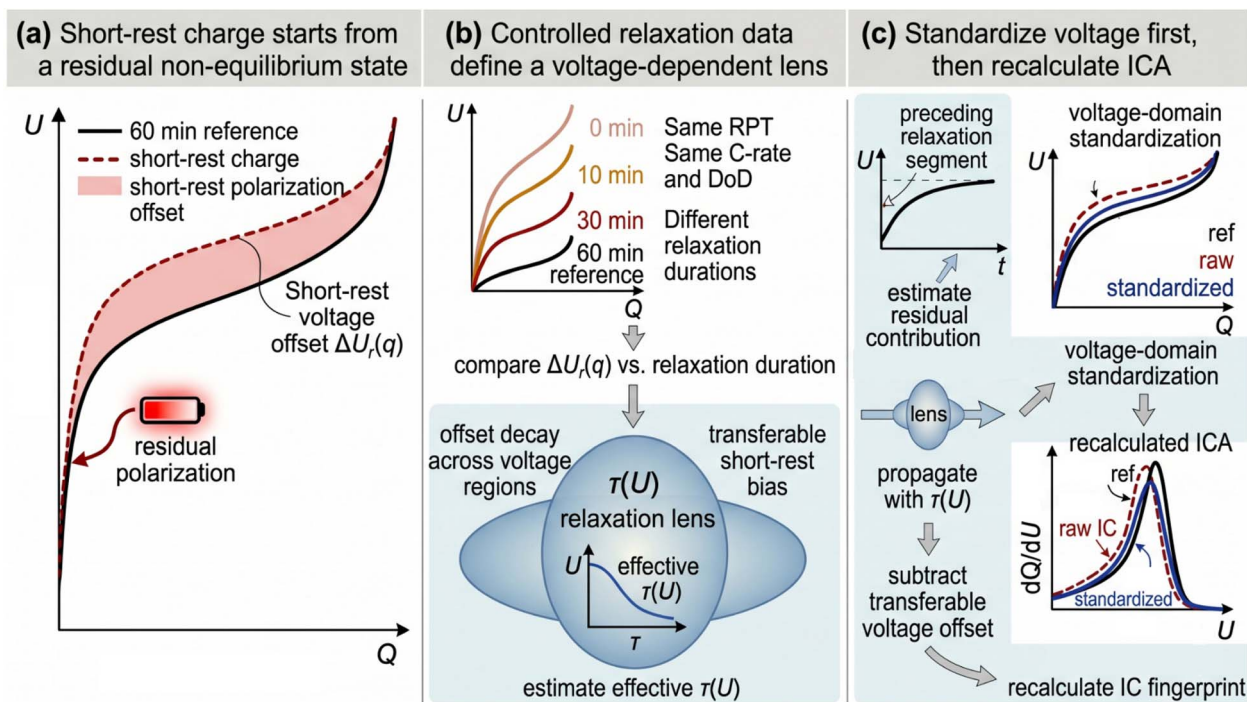 (a) Short-rest charge starts from
a residual non-equilibrium state
U
60 min reference
short-rest charge
short-rest polarization
offset
Short-rest
voltage
offset ΔUr(q)
residual
polarization
Q
(b) Controlled relaxation data
define a voltage-dependent lens
U
0 min
10 min
30 min
60 min
reference
Same RPT
Same C-rate
and DoD
Different
relaxation
durations
Q
compare ΔUr(q) vs. relaxation duration
offset decay
across voltage
regions
τ(U)
relaxation lens
transferable
short-rest
bias
U
effective
τ(U)
τ
estimate effective τ(U)
(c) Standardize voltage first,
then recalculate ICA
preceding
relaxation
segment
U
t
estimate
residual
contribution
voltage-domain
standardization
U
ref
raw
standardized
Q
lens
voltage-domain
standardization
propagate
with τ(U)
subtract
transferable
voltage offset
recalculated ICA
ref
raw IC
standardized
dQ/dU
U
recalculate IC fingerprint